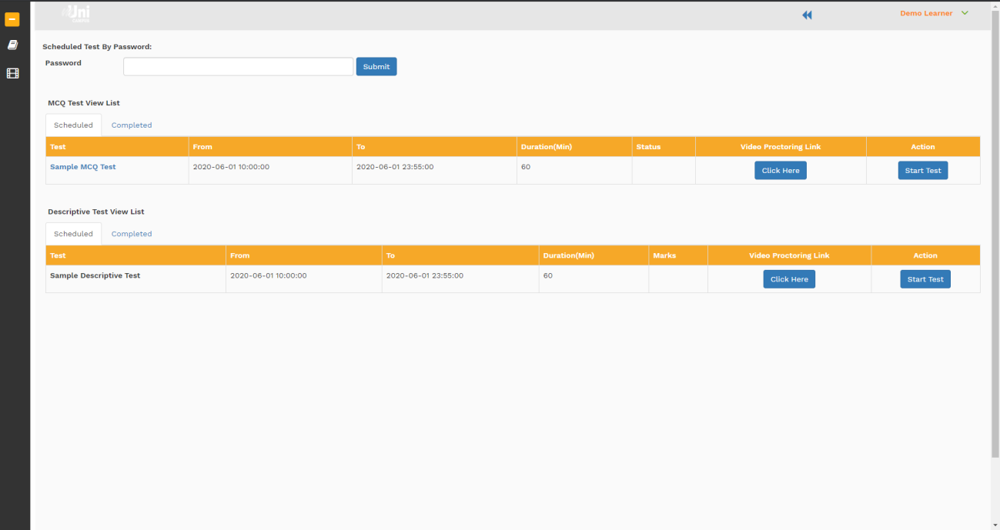 Uni
Demo Learner
Scheduled Test By Password:
Password
Submit
MCQ Test View List
Scheduled Completed
Test From To Duration(Min) Status Video Proctoring Link Action
Sample MCQ Test 2020-06-01 10:00:00 2020-06-01 23:55:00 60 Click Here Start Test
Descriptive Test View List
Scheduled Completed
Test From To Duration(Min) Marks Video Proctoring Link Action
Sample Descriptive Test 2020-06-01 10:00:00 2020-06-01 23:55:00 60 Click Here Start Test